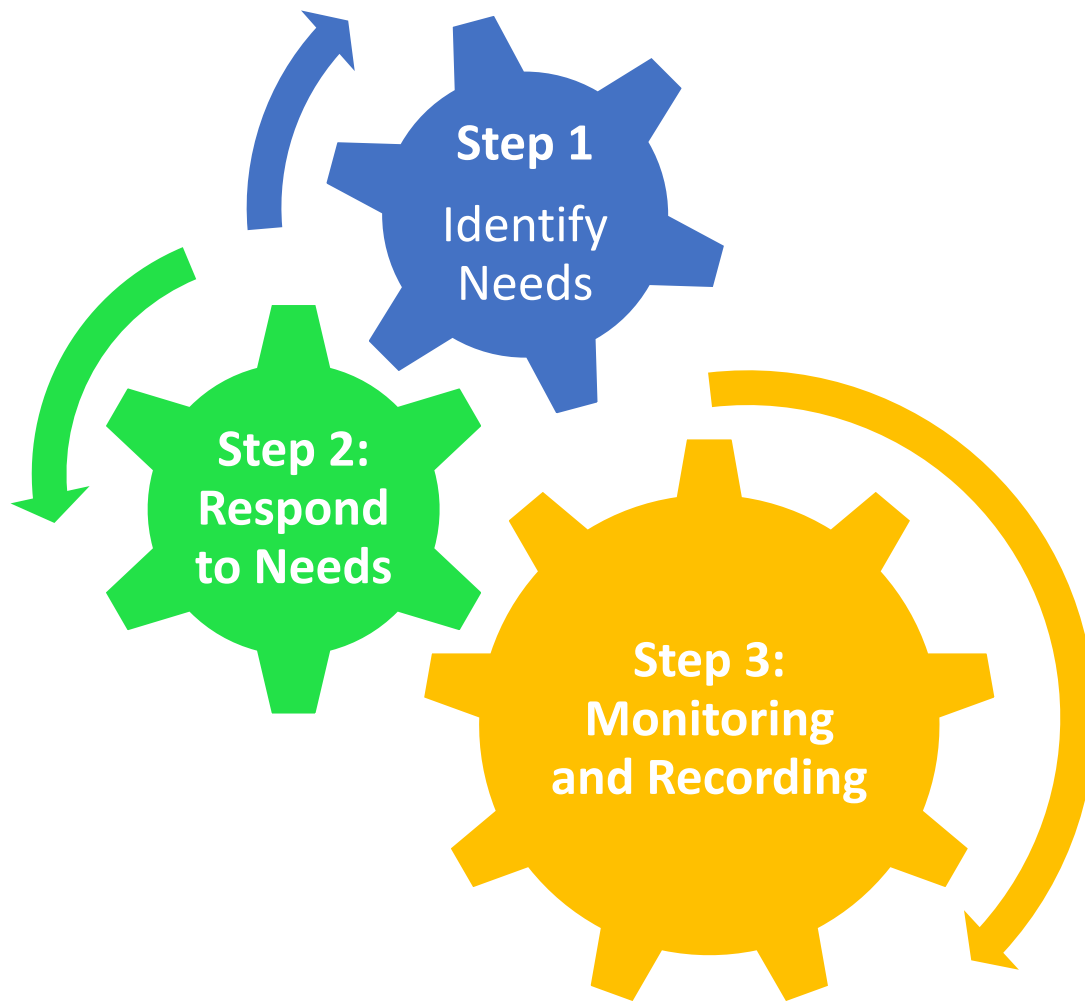 Step 1
Identify
Needs
Step 2:
Respond
to Needs
Step 3:
Monitoring
and Recording